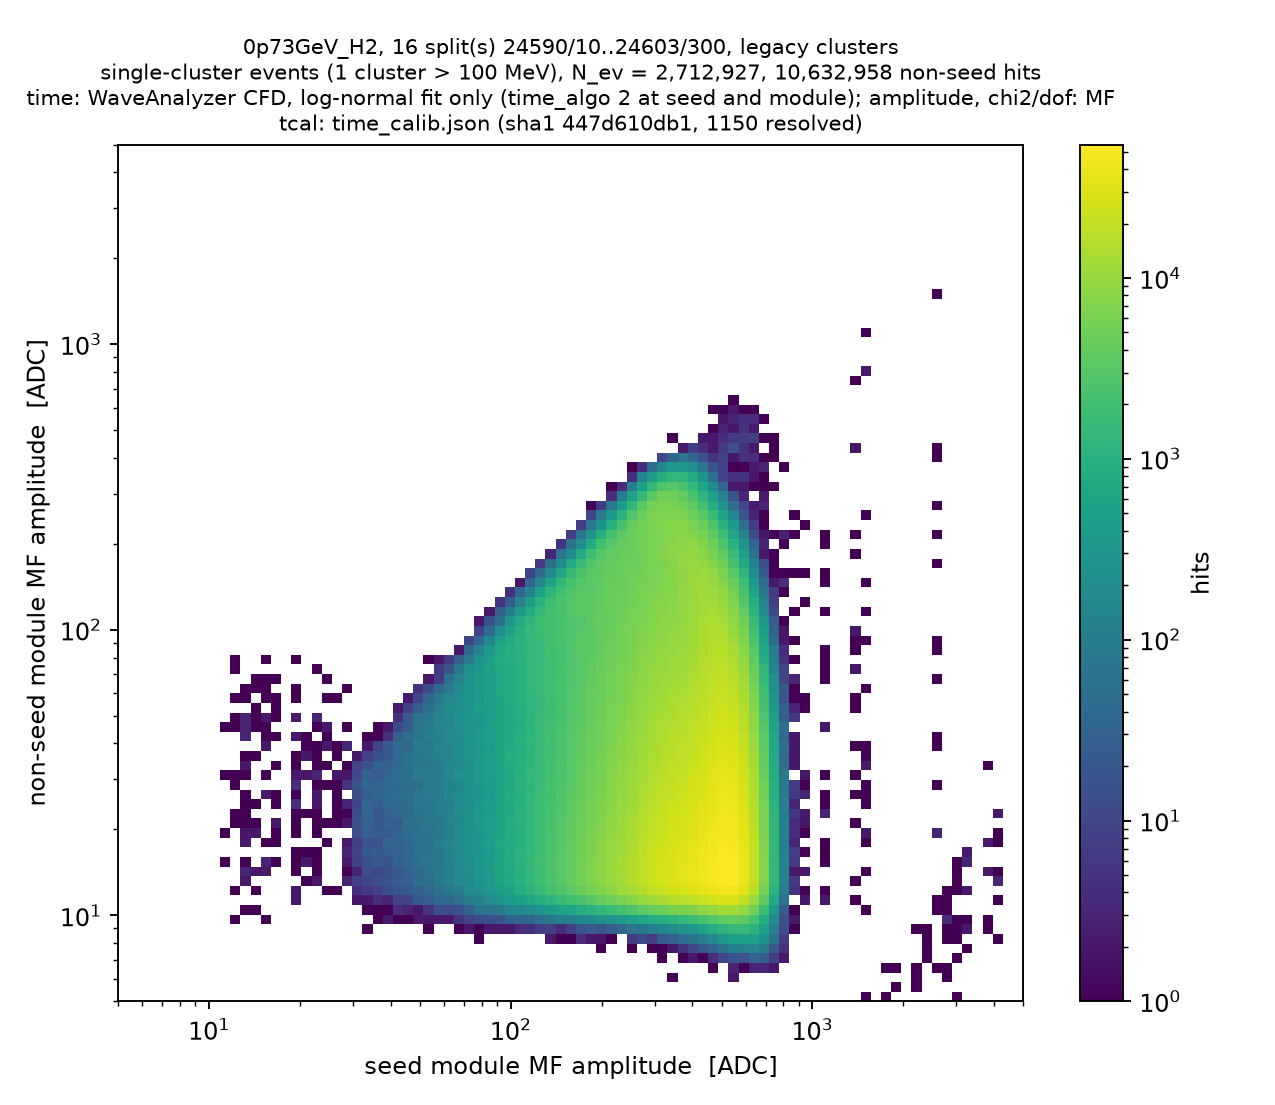 0p73GeV_H2, 16 split(s) 24590/10..24603/300, legacy clusters
single-cluster events (1 cluster > 100 MeV), N_ev = 2,712,927, 10,632,958 non-seed hits
time: WaveAnalyzer CFD, log-normal fit only (time_algo 2 at seed and module); amplitude, chi2/dof: MF
tcal: time_calib.json (sha1 447d610db1, 1150 resolved)
non-seed module MF amplitude [ADC]
10³
10²
10¹
10¹
10²
10³
seed module MF amplitude [ADC]
10⁴
10³
10²
10¹
10⁰
hits